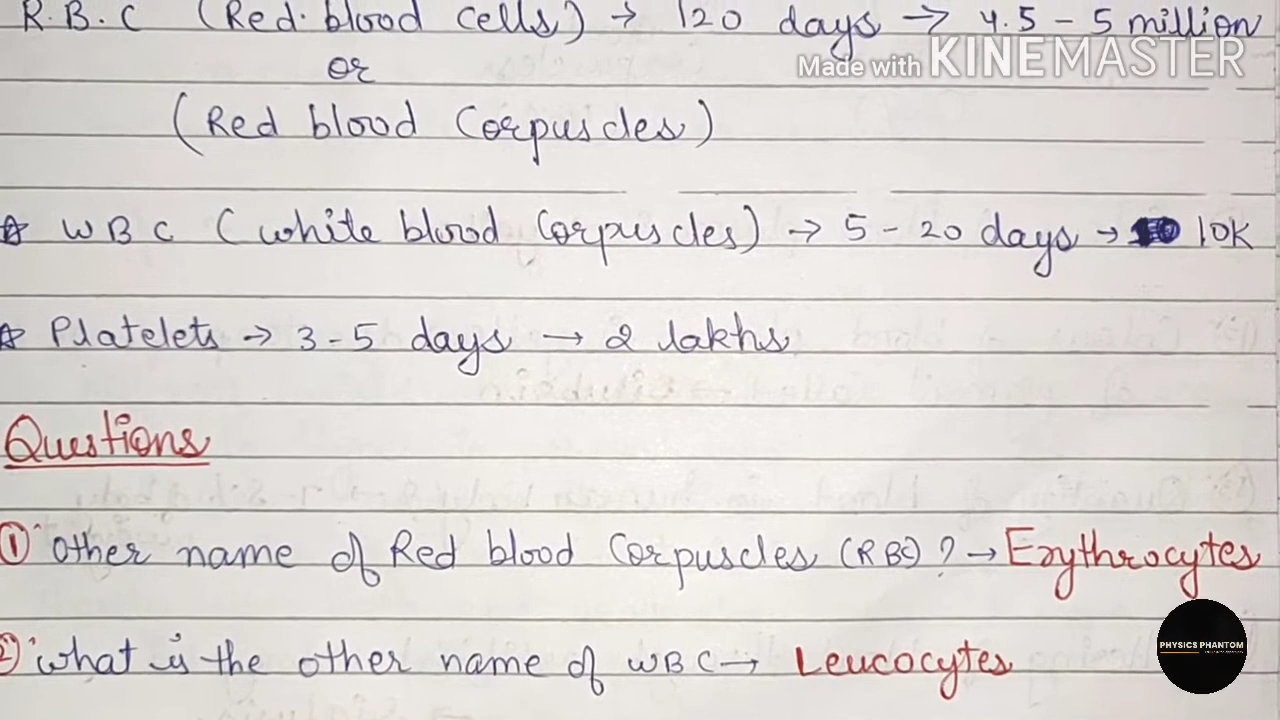 R.B.C (Red blood cells) → 120 days → 4.5 - 5 million
Made with KINEMASTER
or
(Red blood Corpuscles)
☆ WBC (white blood Corpuscles) → 5 - 20 days → 10K
☆ Platelets → 3 - 5 days → 2 lakhs
Questions
① Other name of Red blood Corpuscles (RBC) ? → Erythrocytes
② What is the other name of WBC → Leucocytes
PHYSICS PHANTOM